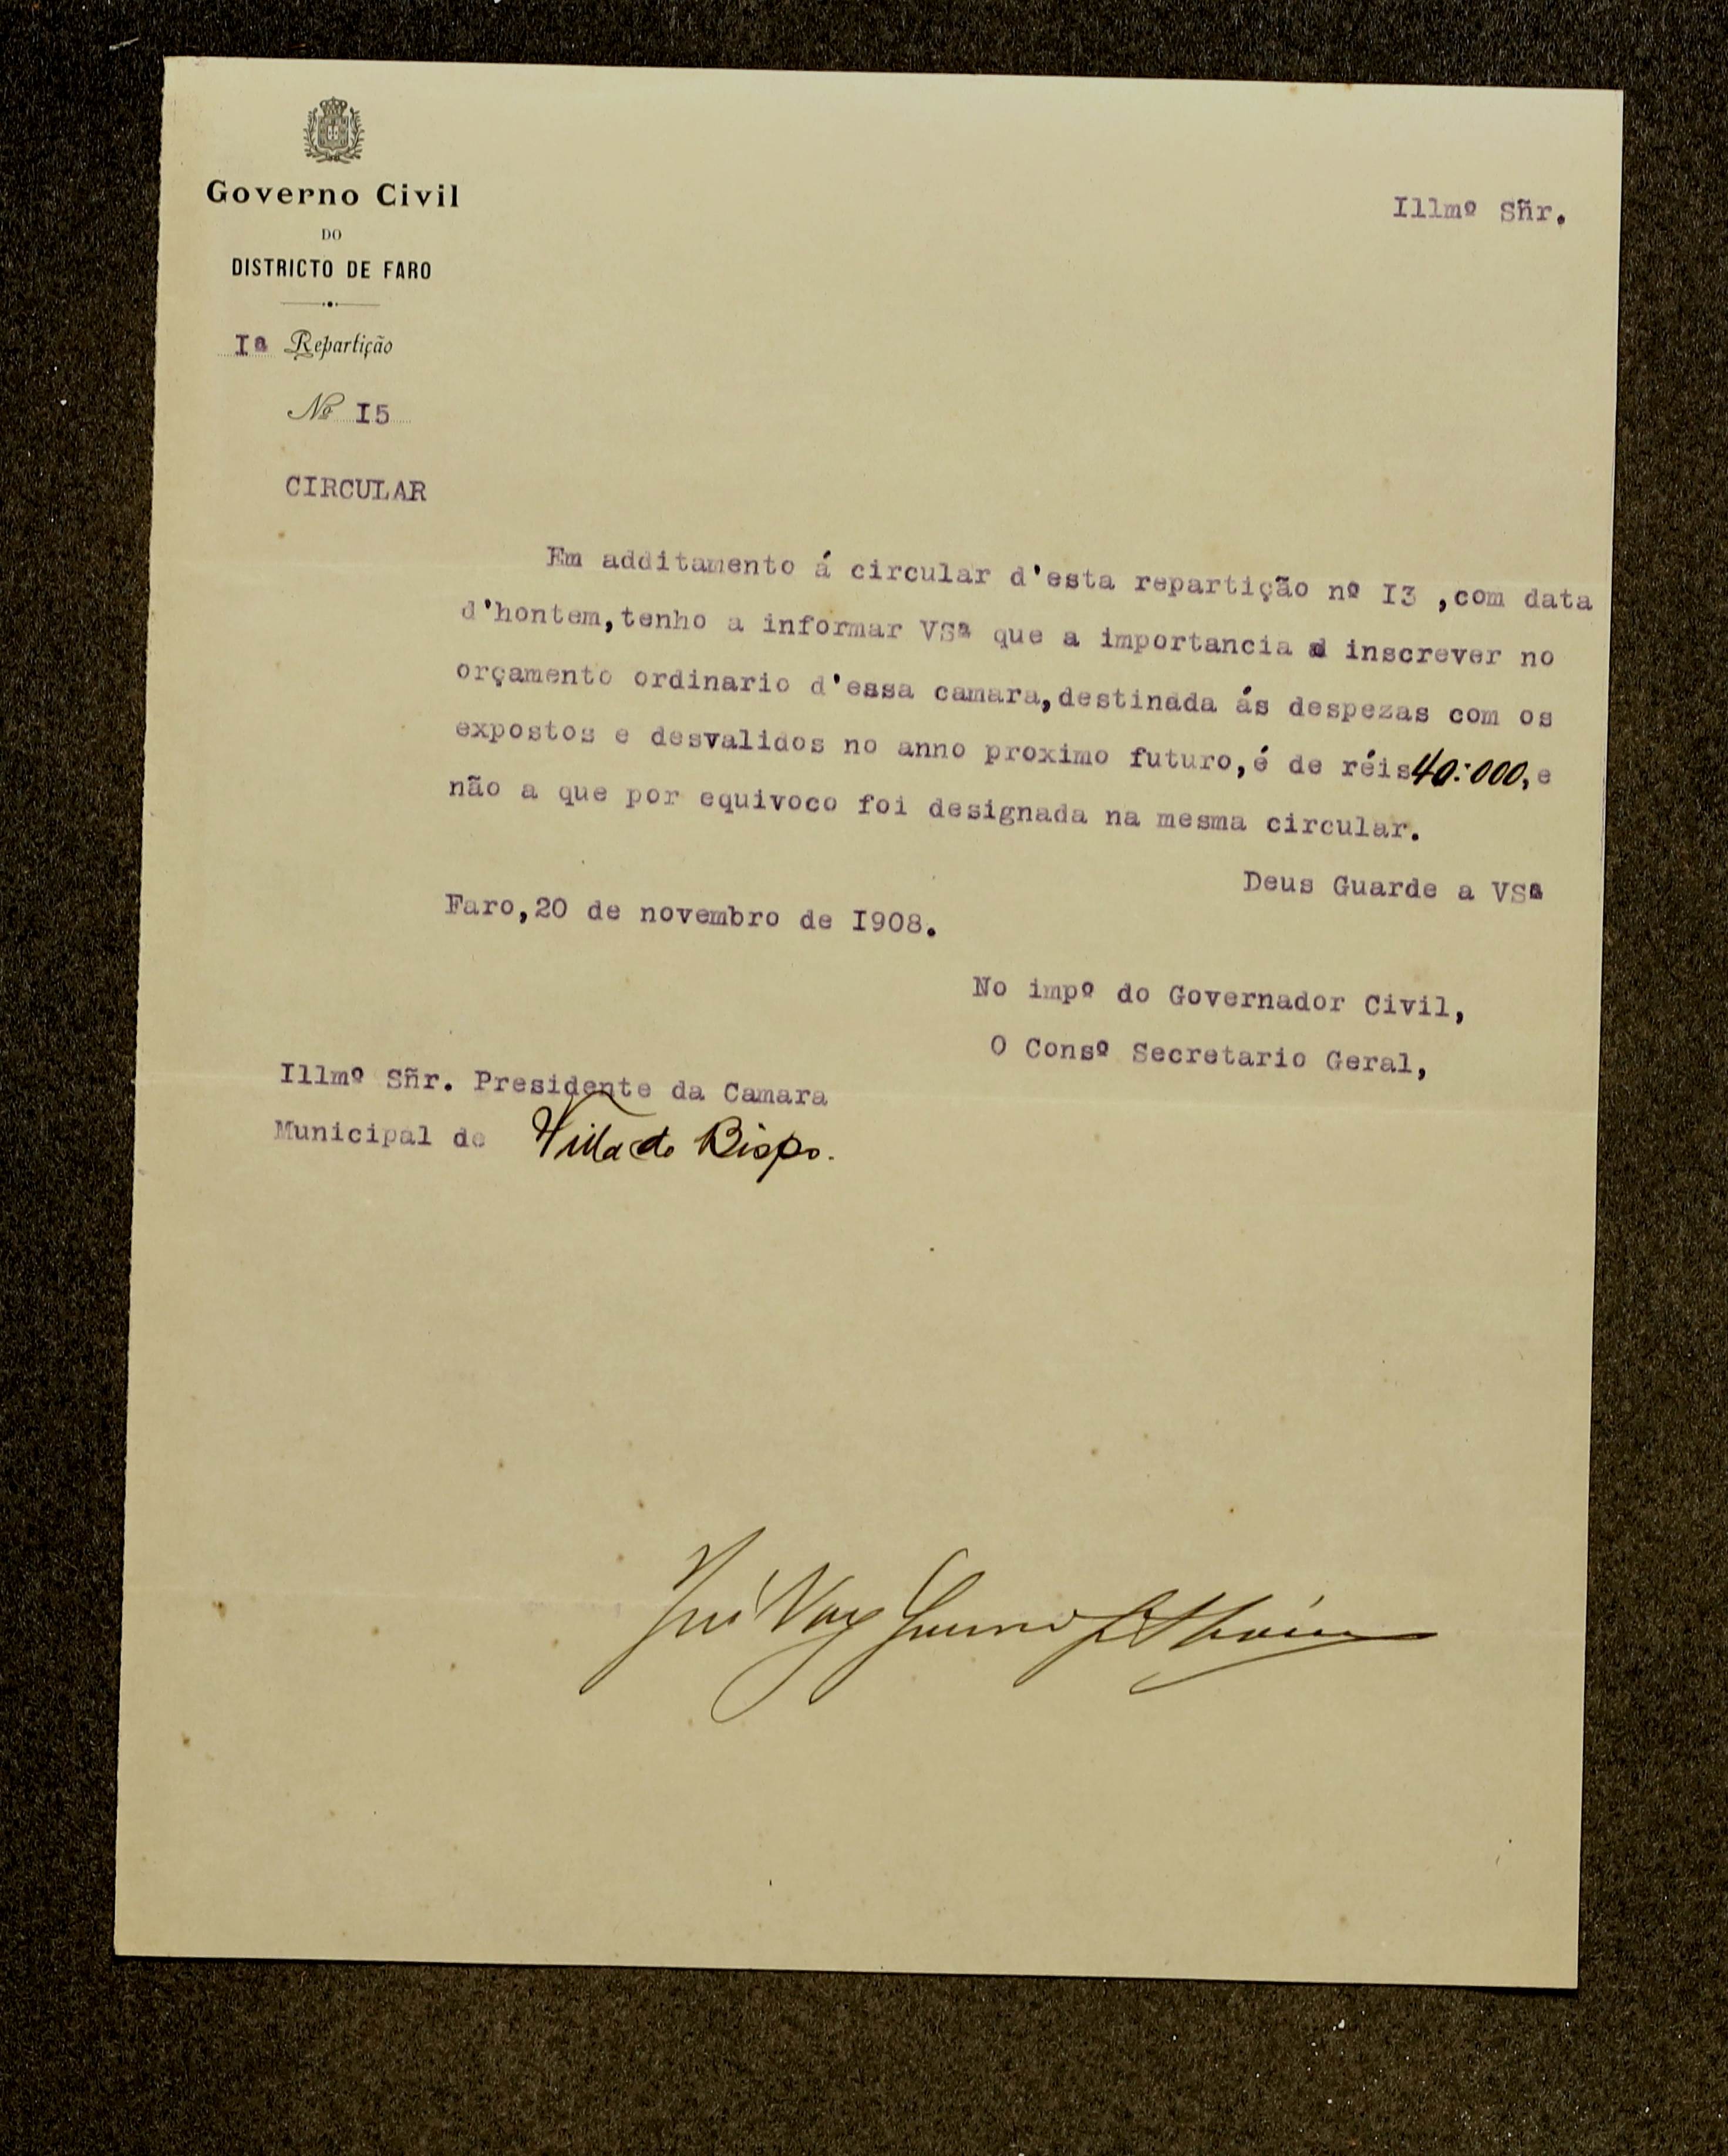 Governo Civil
DO
DISTRICTO DE FARO
Iª Repartição
Nº I5
CIRCULAR
Illmº Sñr.
Em additamento á circular d'esta repartição nº I3 ,com data
d'hontem,tenho a informar VSª que a importancia a inscrever no
orçamento ordinario d'essa camara,destinada ás despezas com os
expostos e desvalidos no anno proximo futuro,é de réis 40:000, e
não a que por equivoco foi designada na mesma circular.
Deus Guarde a VSª
Faro,20 de novembro de I908.
No impº do Governador Civil,
O Consº Secretario Geral,
Illmº Sñr. Presidente da Camara
Municipal de Villa do Bispo.
José Vaz